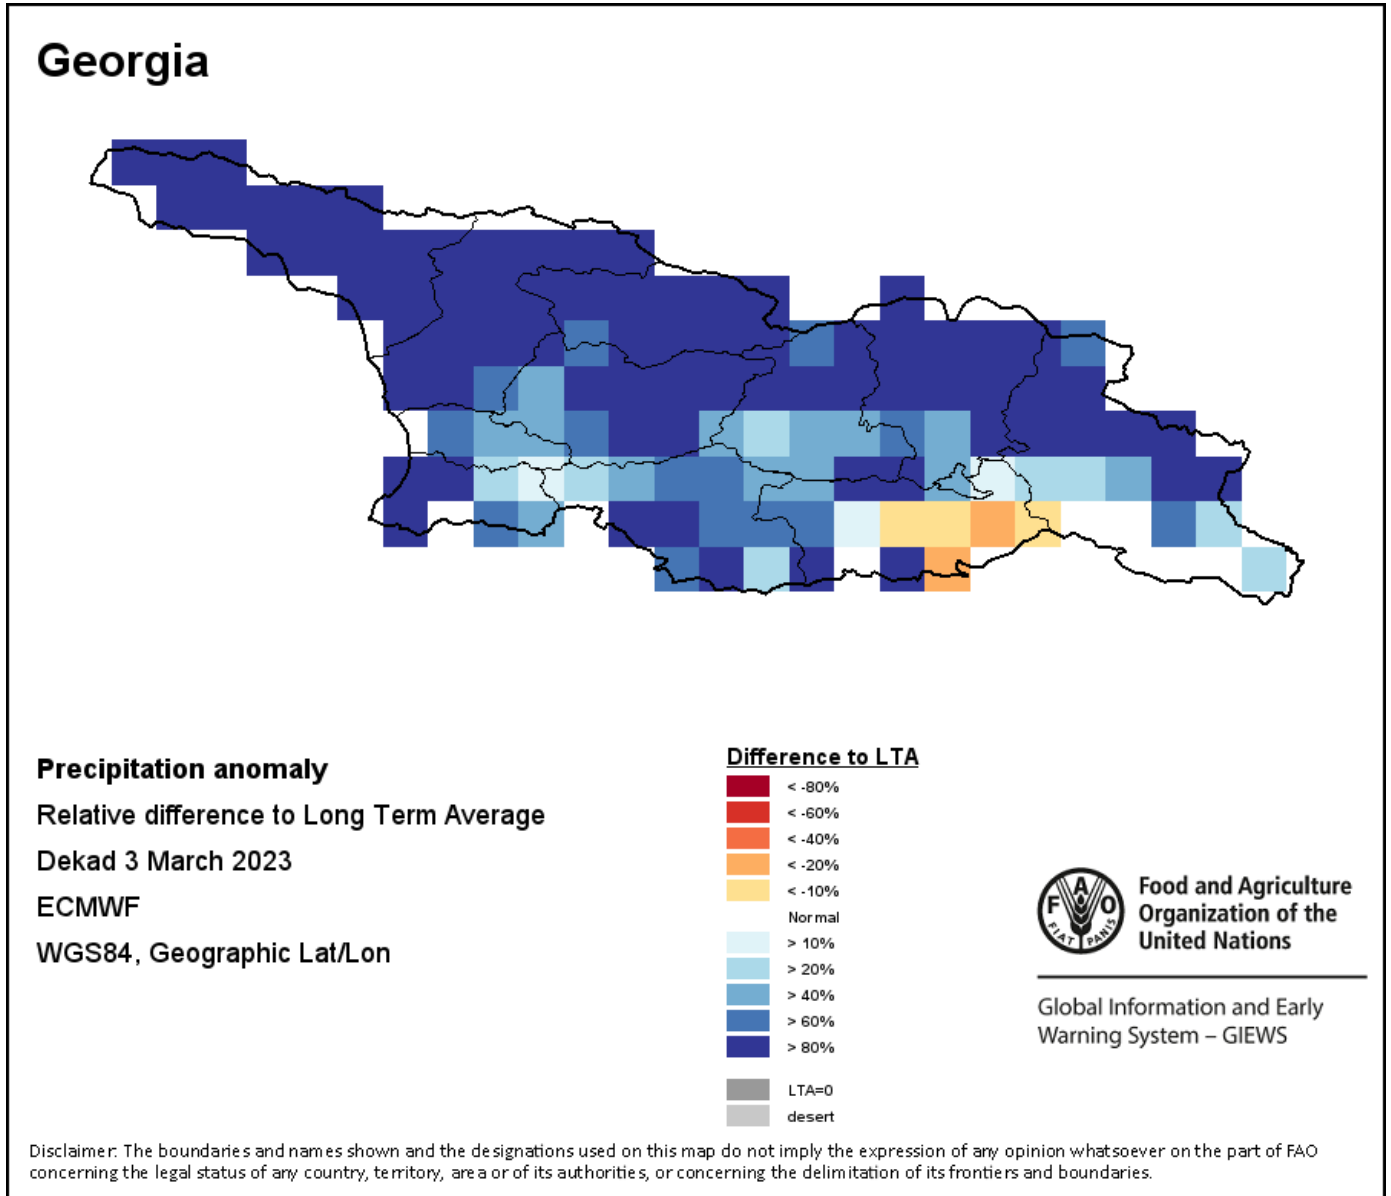 Georgia
Precipitation anomaly
Relative difference to Long Term Average
Dekad 3 March 2023
ECMWF
WGS84, Geographic Lat/Lon
Difference to LTA
< -80%
< -60%
< -40%
< -20%
< -10%
Normal
> 10%
> 20%
> 40%
> 60%
> 80%
LTA=0
desert
F A O
FIAT PANIS
Food and Agriculture
Organization of the
United Nations
Global Information and Early
Warning System – GIEWS
Disclaimer: The boundaries and names shown and the designations used on this map do not imply the expression of any opinion whatsoever on the part of FAO
concerning the legal status of any country, territory, area or of its authorities, or concerning the delimitation of its frontiers and boundaries.